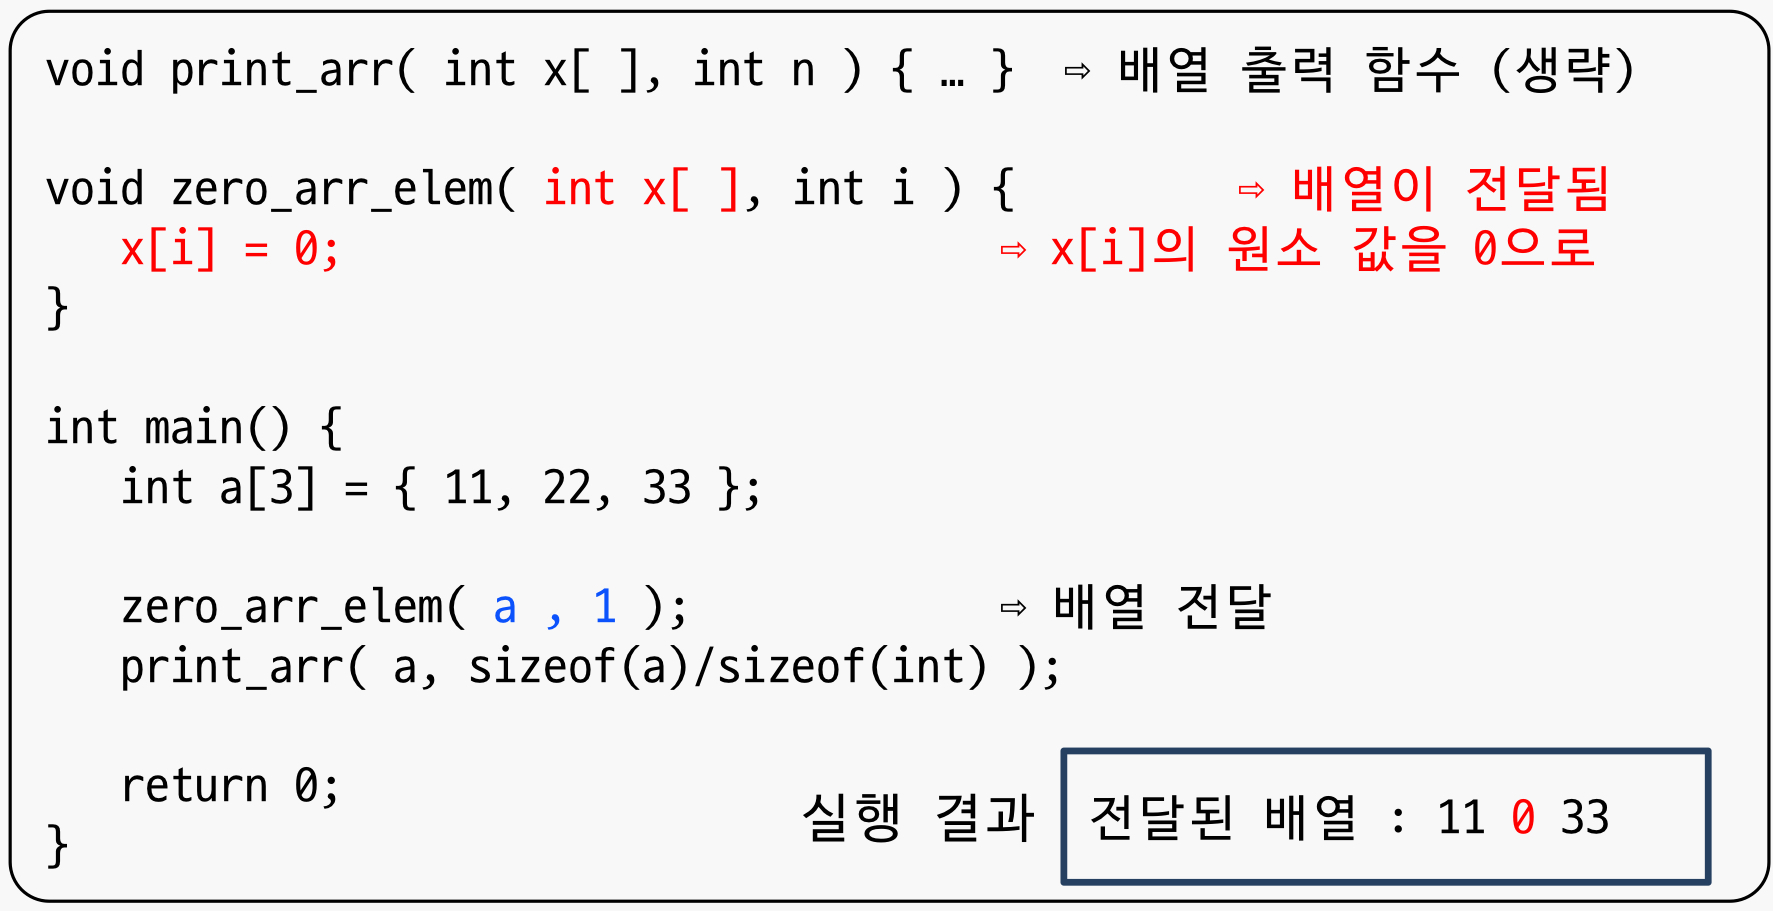 void print_arr( int x[ ], int n ) { … } ⇨ 배열 출력 함수 (생략)
void zero_arr_elem( int x[ ], int i ) { ⇨ 배열이 전달됨
x[i] = 0; ⇨ x[i]의 원소 값을 0으로
}
int main() {
int a[3] = { 11, 22, 33 };
zero_arr_elem( a , 1 ); ⇨ 배열 전달
print_arr( a, sizeof(a)/sizeof(int) );
return 0;
}
실행 결과
전달된 배열 : 11 0 33